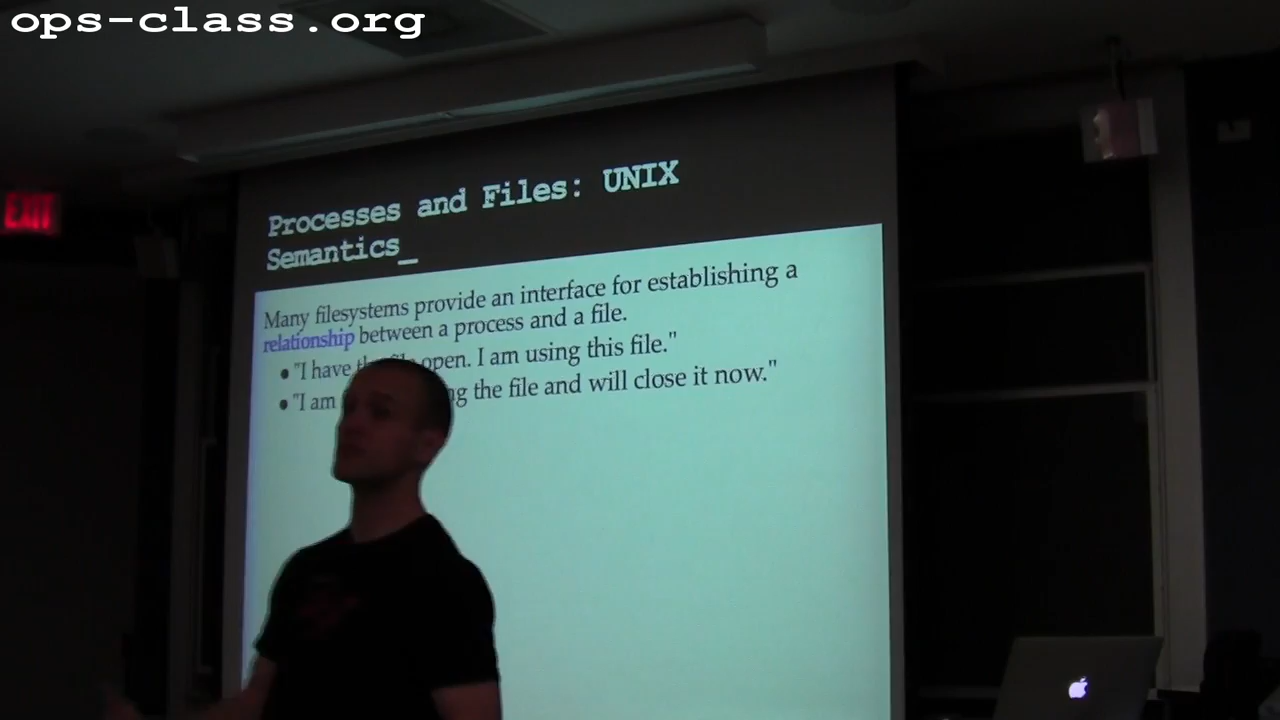 ops-class.org
EXIT
Processes and Files: UNIX
Semantics_
Many filesystems provide an interface for establishing a
relationship between a process and a file.
• "I have the file open. I am using this file."
• "I am the file and will close it now."